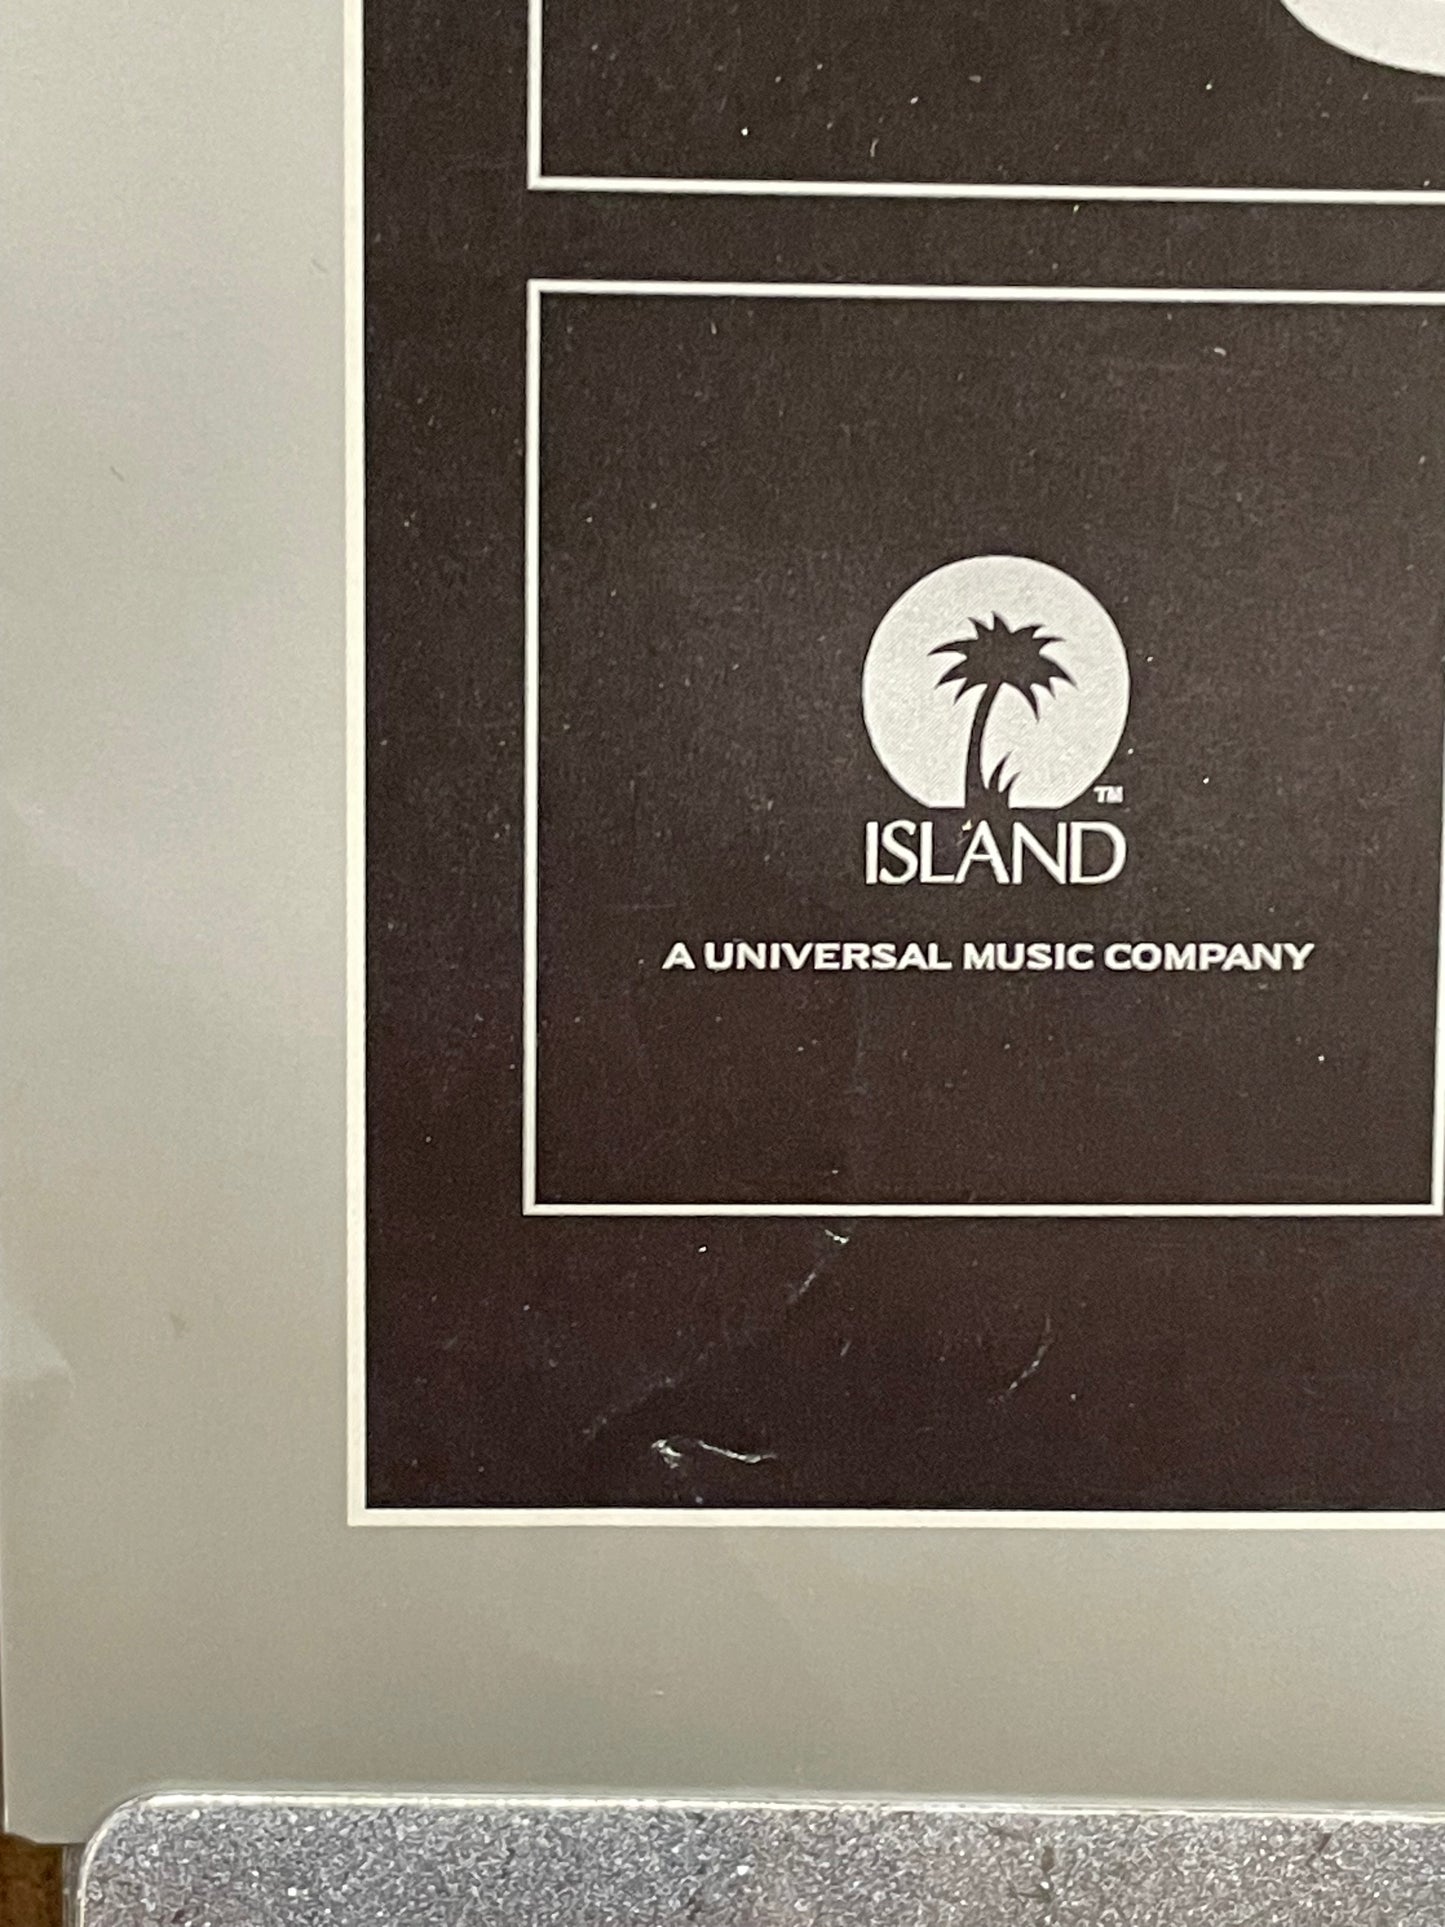 ™
ISLAND
A UNIVERSAL MUSIC COMPANY